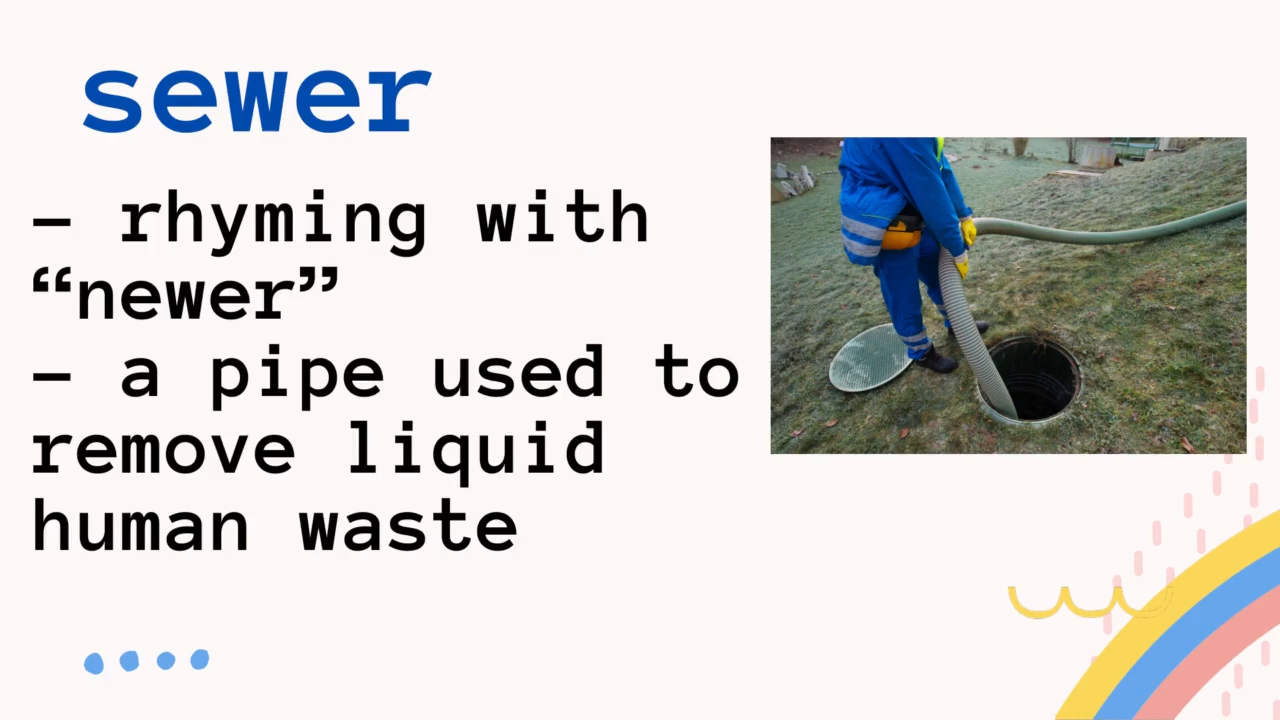 sewer
– rhyming with
“newer”
– a pipe used to
remove liquid
human waste